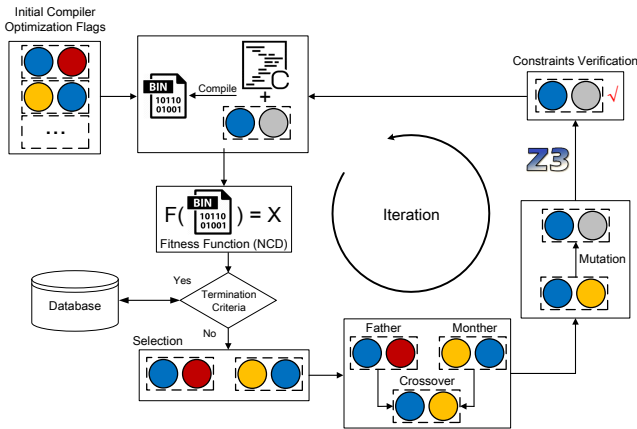 Initial Compiler
Optimization Flags
...
BIN
10110
01001
Compile
C
+
Constraints Verification
√
Z3
F( BIN 10110 01001 ) = X
Fitness Function (NCD)
Iteration
Mutation
Yes
Termination
Criteria
Database
No
Selection
Father
Monther
Crossover